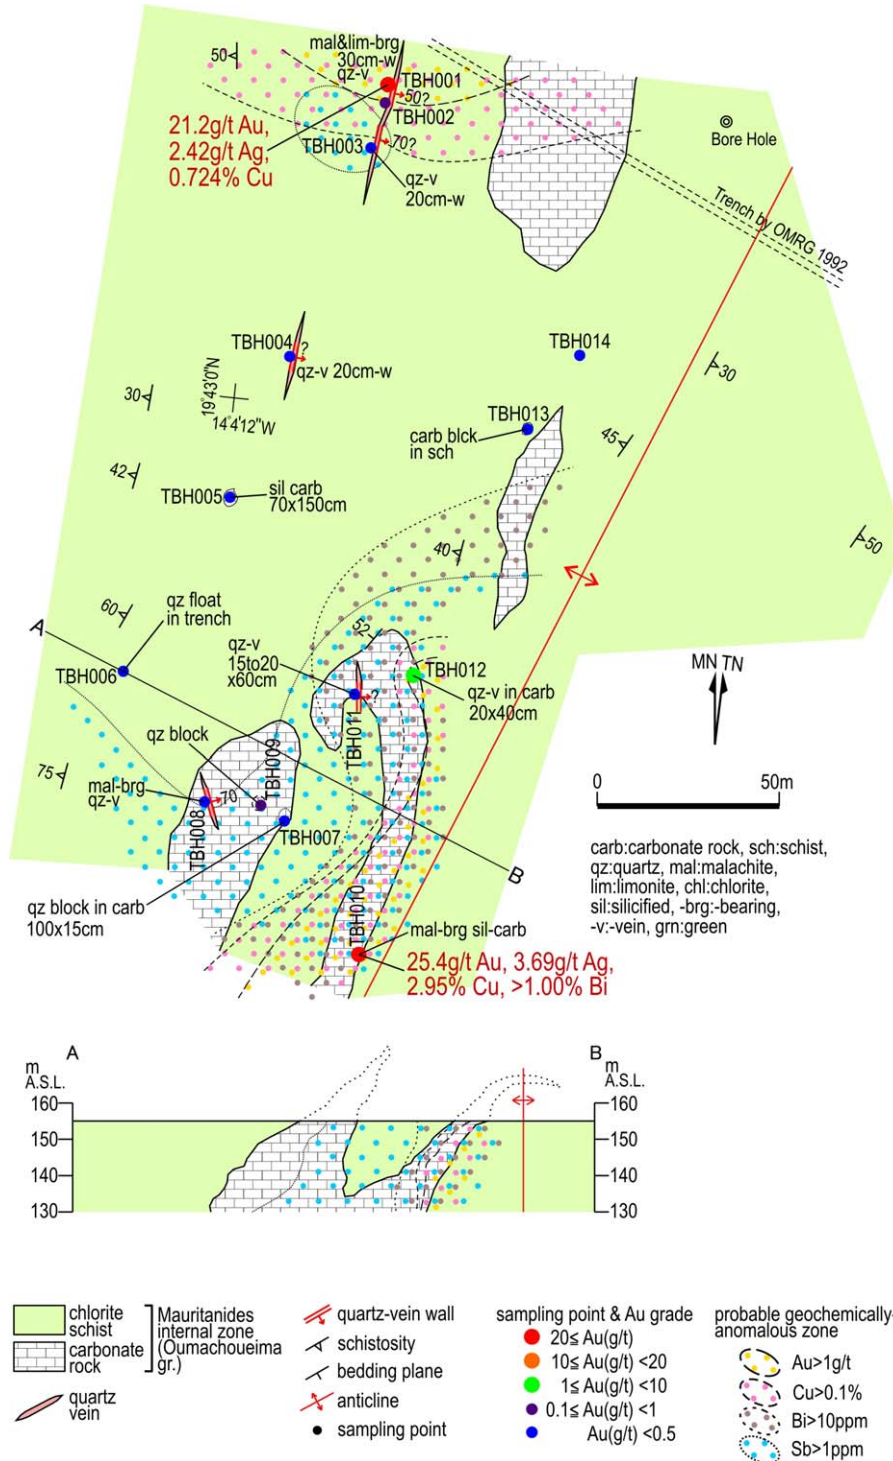 50
mal&lim-brg
30cm-w
qz-v
TBH001
50?
TBH002
21.2g/t Au,
2.42g/t Ag,
0.724% Cu
TBH003
70?
qz-v
20cm-w
Bore Hole
Trench by OMRG 1992
TBH004
?
qz-v 20cm-w
TBH014
30
30
19°43'0"N
14°4'12"W
TBH013
carb blck
in sch
45
42
TBH005
sil carb
70x150cm
50
40
60
qz float
in trench
A
52
qz-v
15to20
x60cm
TBH006
TBH012
qz-v in carb
20x40cm
?
MN TN
qz block
TBH011
75
mal-brg
qz-v
70
TBH009
TBH008
TBH007
0
50m
B
carb:carbonate rock, sch:schist,
qz:quartz, mal:malachite,
lim:limonite, chl:chlorite,
sil:silicified, -brg:-bearing,
-v:-vein, grn:green
qz block in carb
100x15cm
TBH010
mal-brg sil-carb
25.4g/t Au, 3.69g/t Ag,
2.95% Cu, >1.00% Bi
A
B
m
A.S.L.
m
A.S.L.
160
160
150
150
140
140
130
130
chlorite
schist
carbonate
rock
Mauritanides
internal zone
(Oumachoueima
gr.)
quartz
vein
quartz-vein wall
schistosity
bedding plane
anticline
sampling point
sampling point & Au grade
20≦ Au(g/t)
10≦ Au(g/t) <20
1≦ Au(g/t) <10
0.1≦ Au(g/t) <1
Au(g/t) <0.5
probable geochemically-
anomalous zone
Au>1g/t
Cu>0.1%
Bi>10ppm
Sb>1ppm